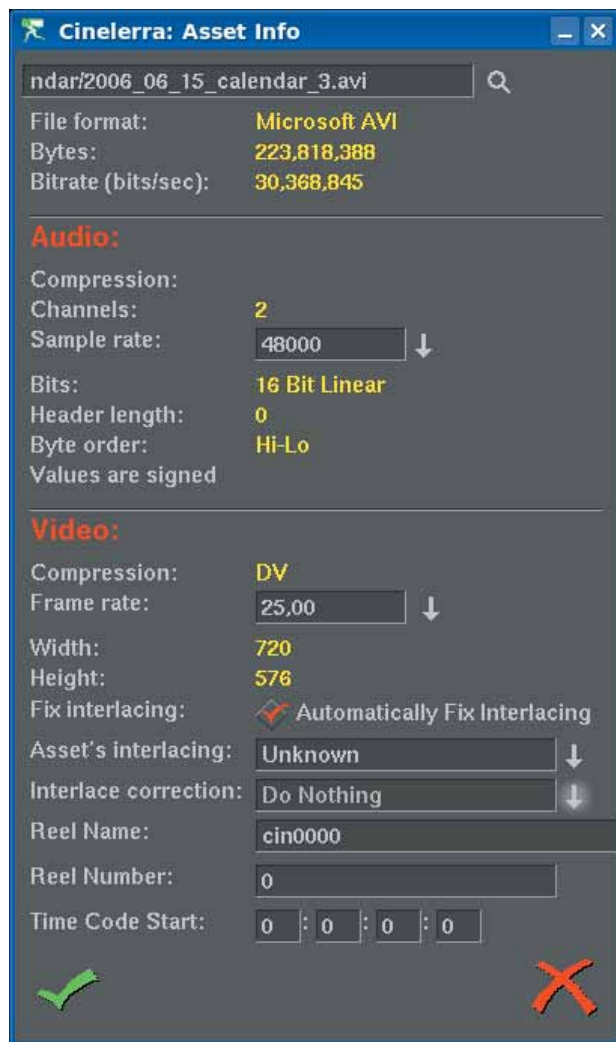 Cinelerra: Asset Info
ndar/2006_06_15_calendar_3.avi
File format: Microsoft AVI
Bytes: 223,818,388
Bitrate (bits/sec): 30,368,845
Audio:
Compression:
Channels: 2
Sample rate: 48000
Bits: 16 Bit Linear
Header length: 0
Byte order: Hi-Lo
Values are signed
Video:
Compression: DV
Frame rate: 25,00
Width: 720
Height: 576
Fix interlacing: Automatically Fix Interlacing
Asset's interlacing: Unknown
Interlace correction: Do Nothing
Reel Name: cin0000
Reel Number: 0
Time Code Start: 0 : 0 : 0 : 0